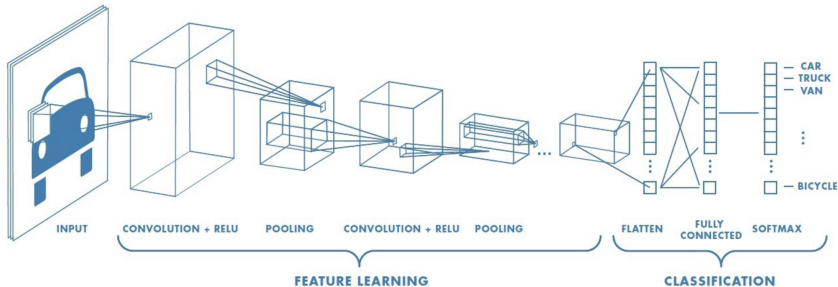 CAR
TRUCK
VAN
BICYCLE
INPUT
CONVOLUTION + RELU
POOLING
CONVOLUTION + RELU
POOLING
FLATTEN
FULLY
CONNECTED
SOFTMAX
FEATURE LEARNING
CLASSIFICATION